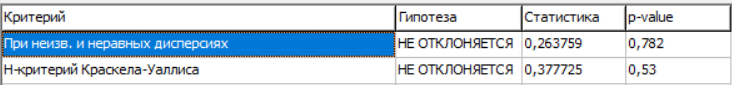 Критерий Гипотеза Статистика p-value
При неизв. и неравных дисперсиях НЕ ОТКЛОНЯЕТСЯ 0,263759 0,782
H-критерий Краскела-Уаллиса НЕ ОТКЛОНЯЕТСЯ 0,377725 0,53